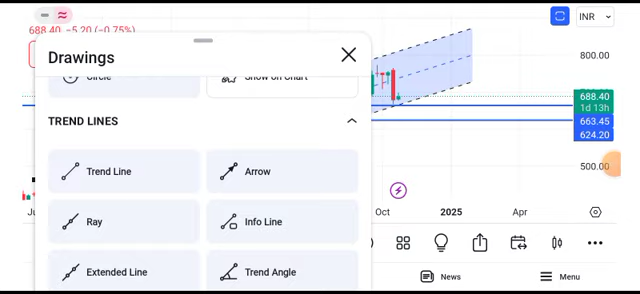 688.40 −5.20 (−0.75%)
INR
Drawings
Circle
Show on Chart
TREND LINES
Trend Line
Arrow
Ray
Info Line
Extended Line
Trend Angle
800.00
688.40
1d 13h
663.45
624.20
500.00
Oct
2025
Apr
News
Menu